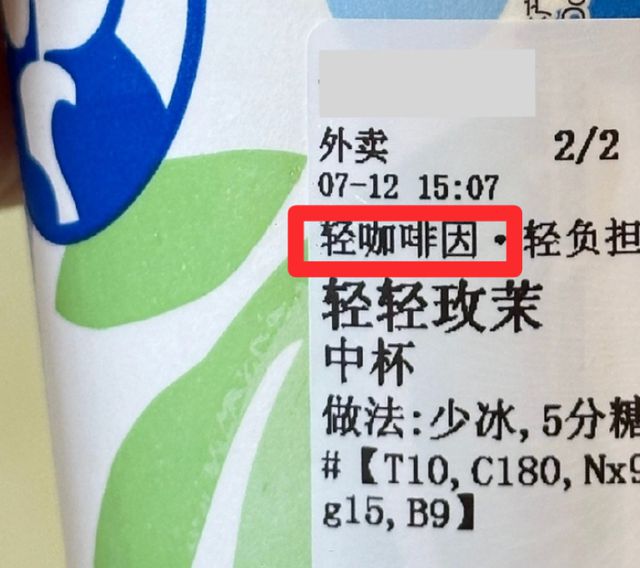 外卖 2/2
07-12 15:07
轻咖啡因·轻负担
轻轻玫茉
中杯
做法:少冰,5分糖
#【T10,C180,Nx9
g15,B9】